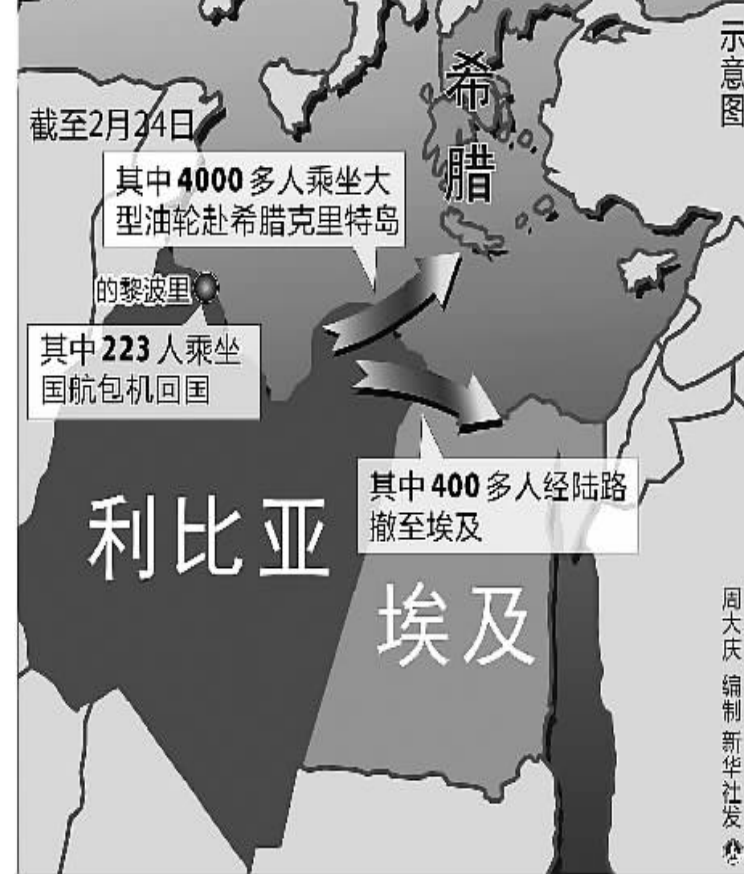 示意图
希腊
截至2月24日
其中4000多人乘坐大
型油轮赴希腊克里特岛
的黎波里
其中223人乘坐
国航包机回国
其中400多人经陆路
撤至埃及
利比亚
埃及
周大庆 编制 新华社发